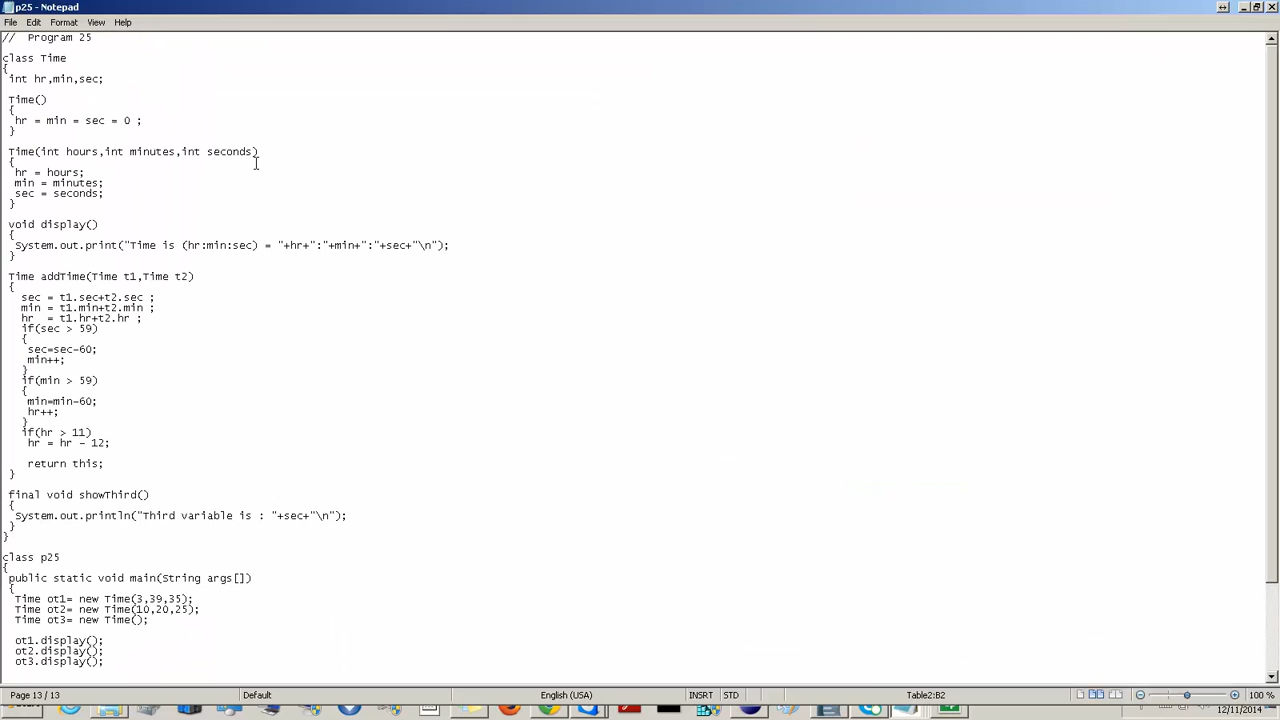 p25 - Notepad
File Edit Format View Help
//  Program 25
class Time
{
 int hr,min,sec;
 Time()
 {
  hr = min = sec = 0 ;
 }
 Time(int hours,int minutes,int seconds)
 {
  hr = hours;
  min = minutes;
  sec = seconds;
 }
 void display()
 {
  System.out.print("Time is (hr:min:sec) = "+hr+":"+min+":"+sec+"\n");
 }
 Time addTime(Time t1,Time t2)
 {
   sec = t1.sec+t2.sec ;
   min = t1.min+t2.min ;
   hr  = t1.hr+t2.hr ;
   if(sec > 59)
   {
    sec=sec-60;
    min++;
   }
   if(min > 59)
   {
    min=min-60;
    hr++;
   }
   if(hr > 11)
    hr = hr - 12;
    return this;
 }
 final void showThird()
 {
  System.out.println("Third variable is : "+sec+"\n");
 }
}
class p25
{
 public static void main(String args[])
 {
  Time ot1= new Time(3,39,35);
  Time ot2= new Time(10,20,25);
  Time ot3= new Time();
  ot1.display();
  ot2.display();
  ot3.display();
Page 13 / 13 Default English (USA) INSRT STD Table2:B2 100 %
12/11/2014